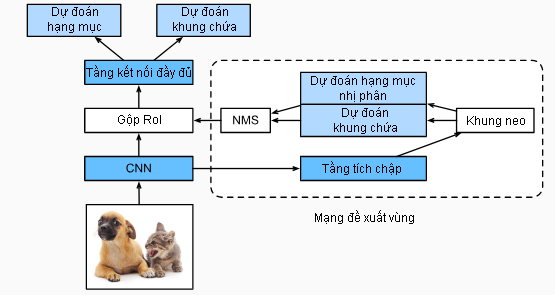 Dự đoán
hạng mục
Dự đoán
khung chứa
Tầng kết nối đầy đủ
Dự đoán hạng mục
nhị phân
Gộp RoI
NMS
Dự đoán
khung chứa
Khung neo
CNN
Tầng tích chập
Mạng đề xuất vùng